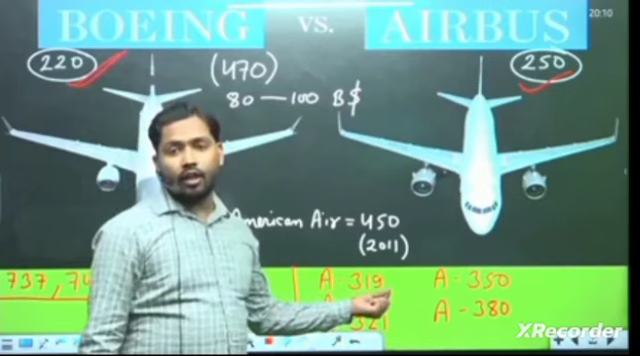 20:10
BOEING vs. AIRBUS
220 (470) 250
80 — 100 B$
American Air = 450
(2011)
737, 74 A - 319 A - 350
321 A - 380
XRecorder